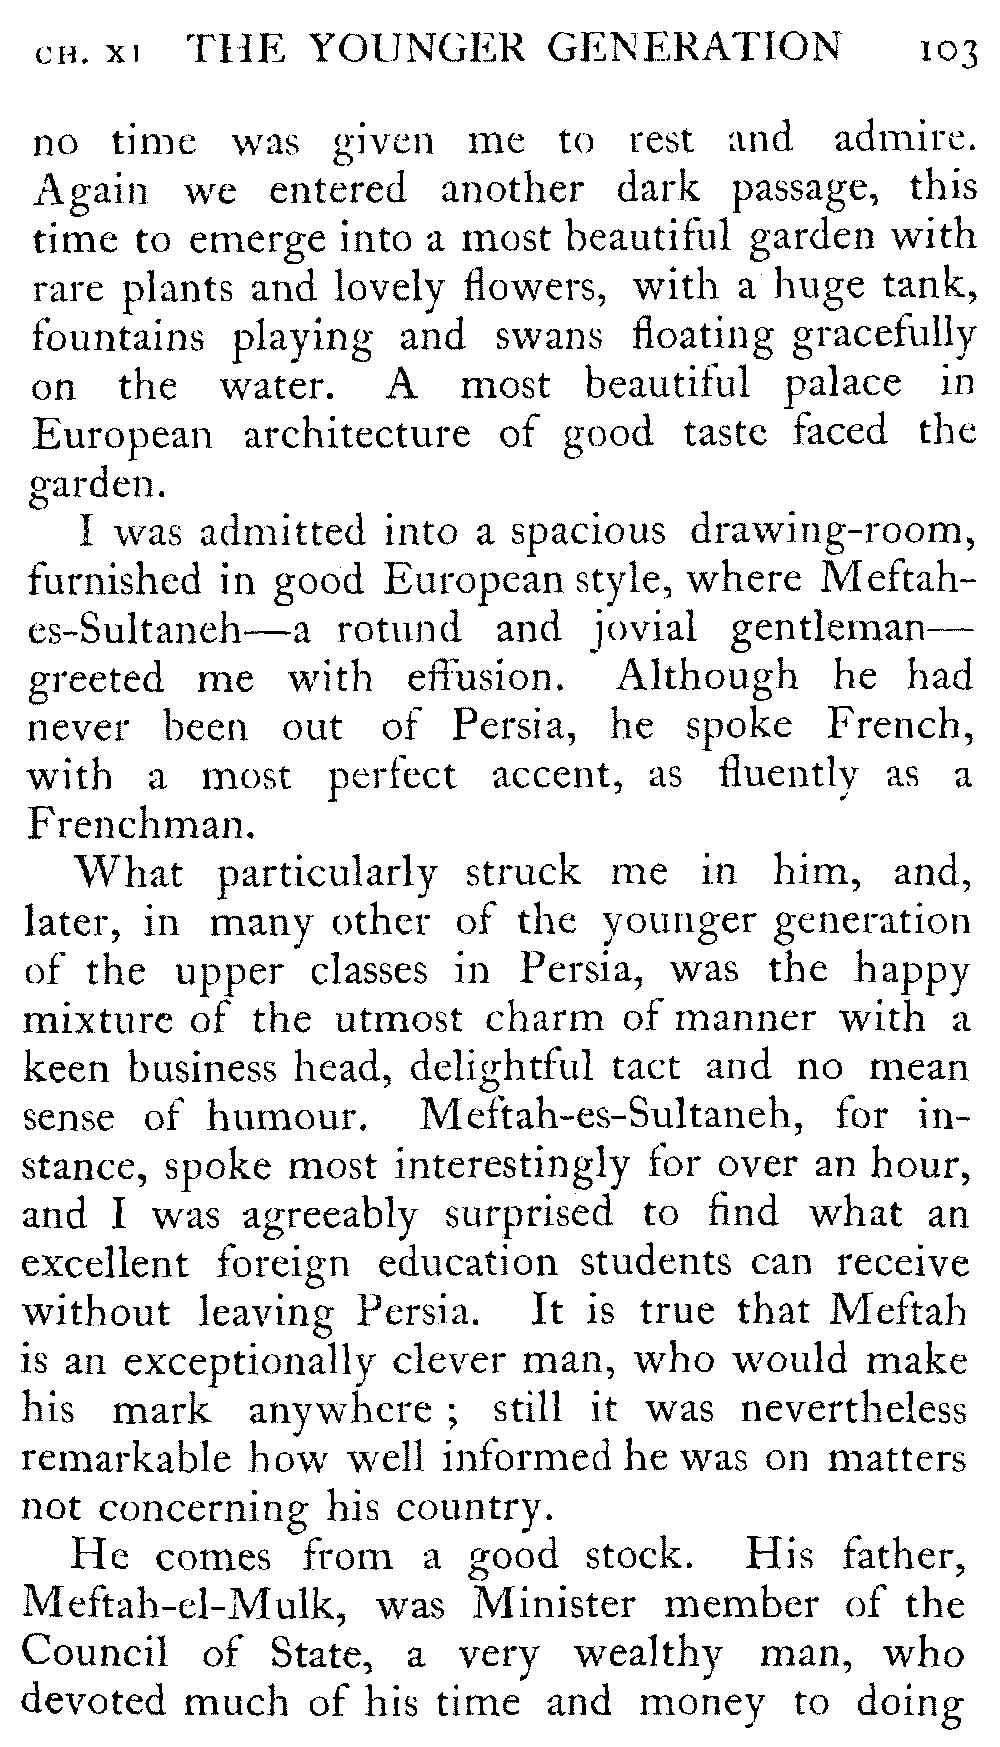 CH. XI THE YOUNGER GENERATION 103
no time was given me to rest and admire.
Again we entered another dark passage, this
time to emerge into a most beautiful garden with
rare plants and lovely flowers, with a huge tank,
fountains playing and swans floating gracefully
on the water. A most beautiful palace in
European architecture of good taste faced the
garden.
I was admitted into a spacious drawing-room,
furnished in good European style, where Meftah-
es-Sultaneh—a rotund and jovial gentleman—
greeted me with effusion. Although he had
never been out of Persia, he spoke French,
with a most perfect accent, as fluently as a
Frenchman.
What particularly struck me in him, and,
later, in many other of the younger generation
of the upper classes in Persia, was the happy
mixture of the utmost charm of manner with a
keen business head, delightful tact and no mean
sense of humour. Meftah-es-Sultaneh, for in-
stance, spoke most interestingly for over an hour,
and I was agreeably surprised to find what an
excellent foreign education students can receive
without leaving Persia. It is true that Meftah
is an exceptionally clever man, who would make
his mark anywhere ; still it was nevertheless
remarkable how well informed he was on matters
not concerning his country.
He comes from a good stock. His father,
Meftah-el-Mulk, was Minister member of the
Council of State, a very wealthy man, who
devoted much of his time and money to doing